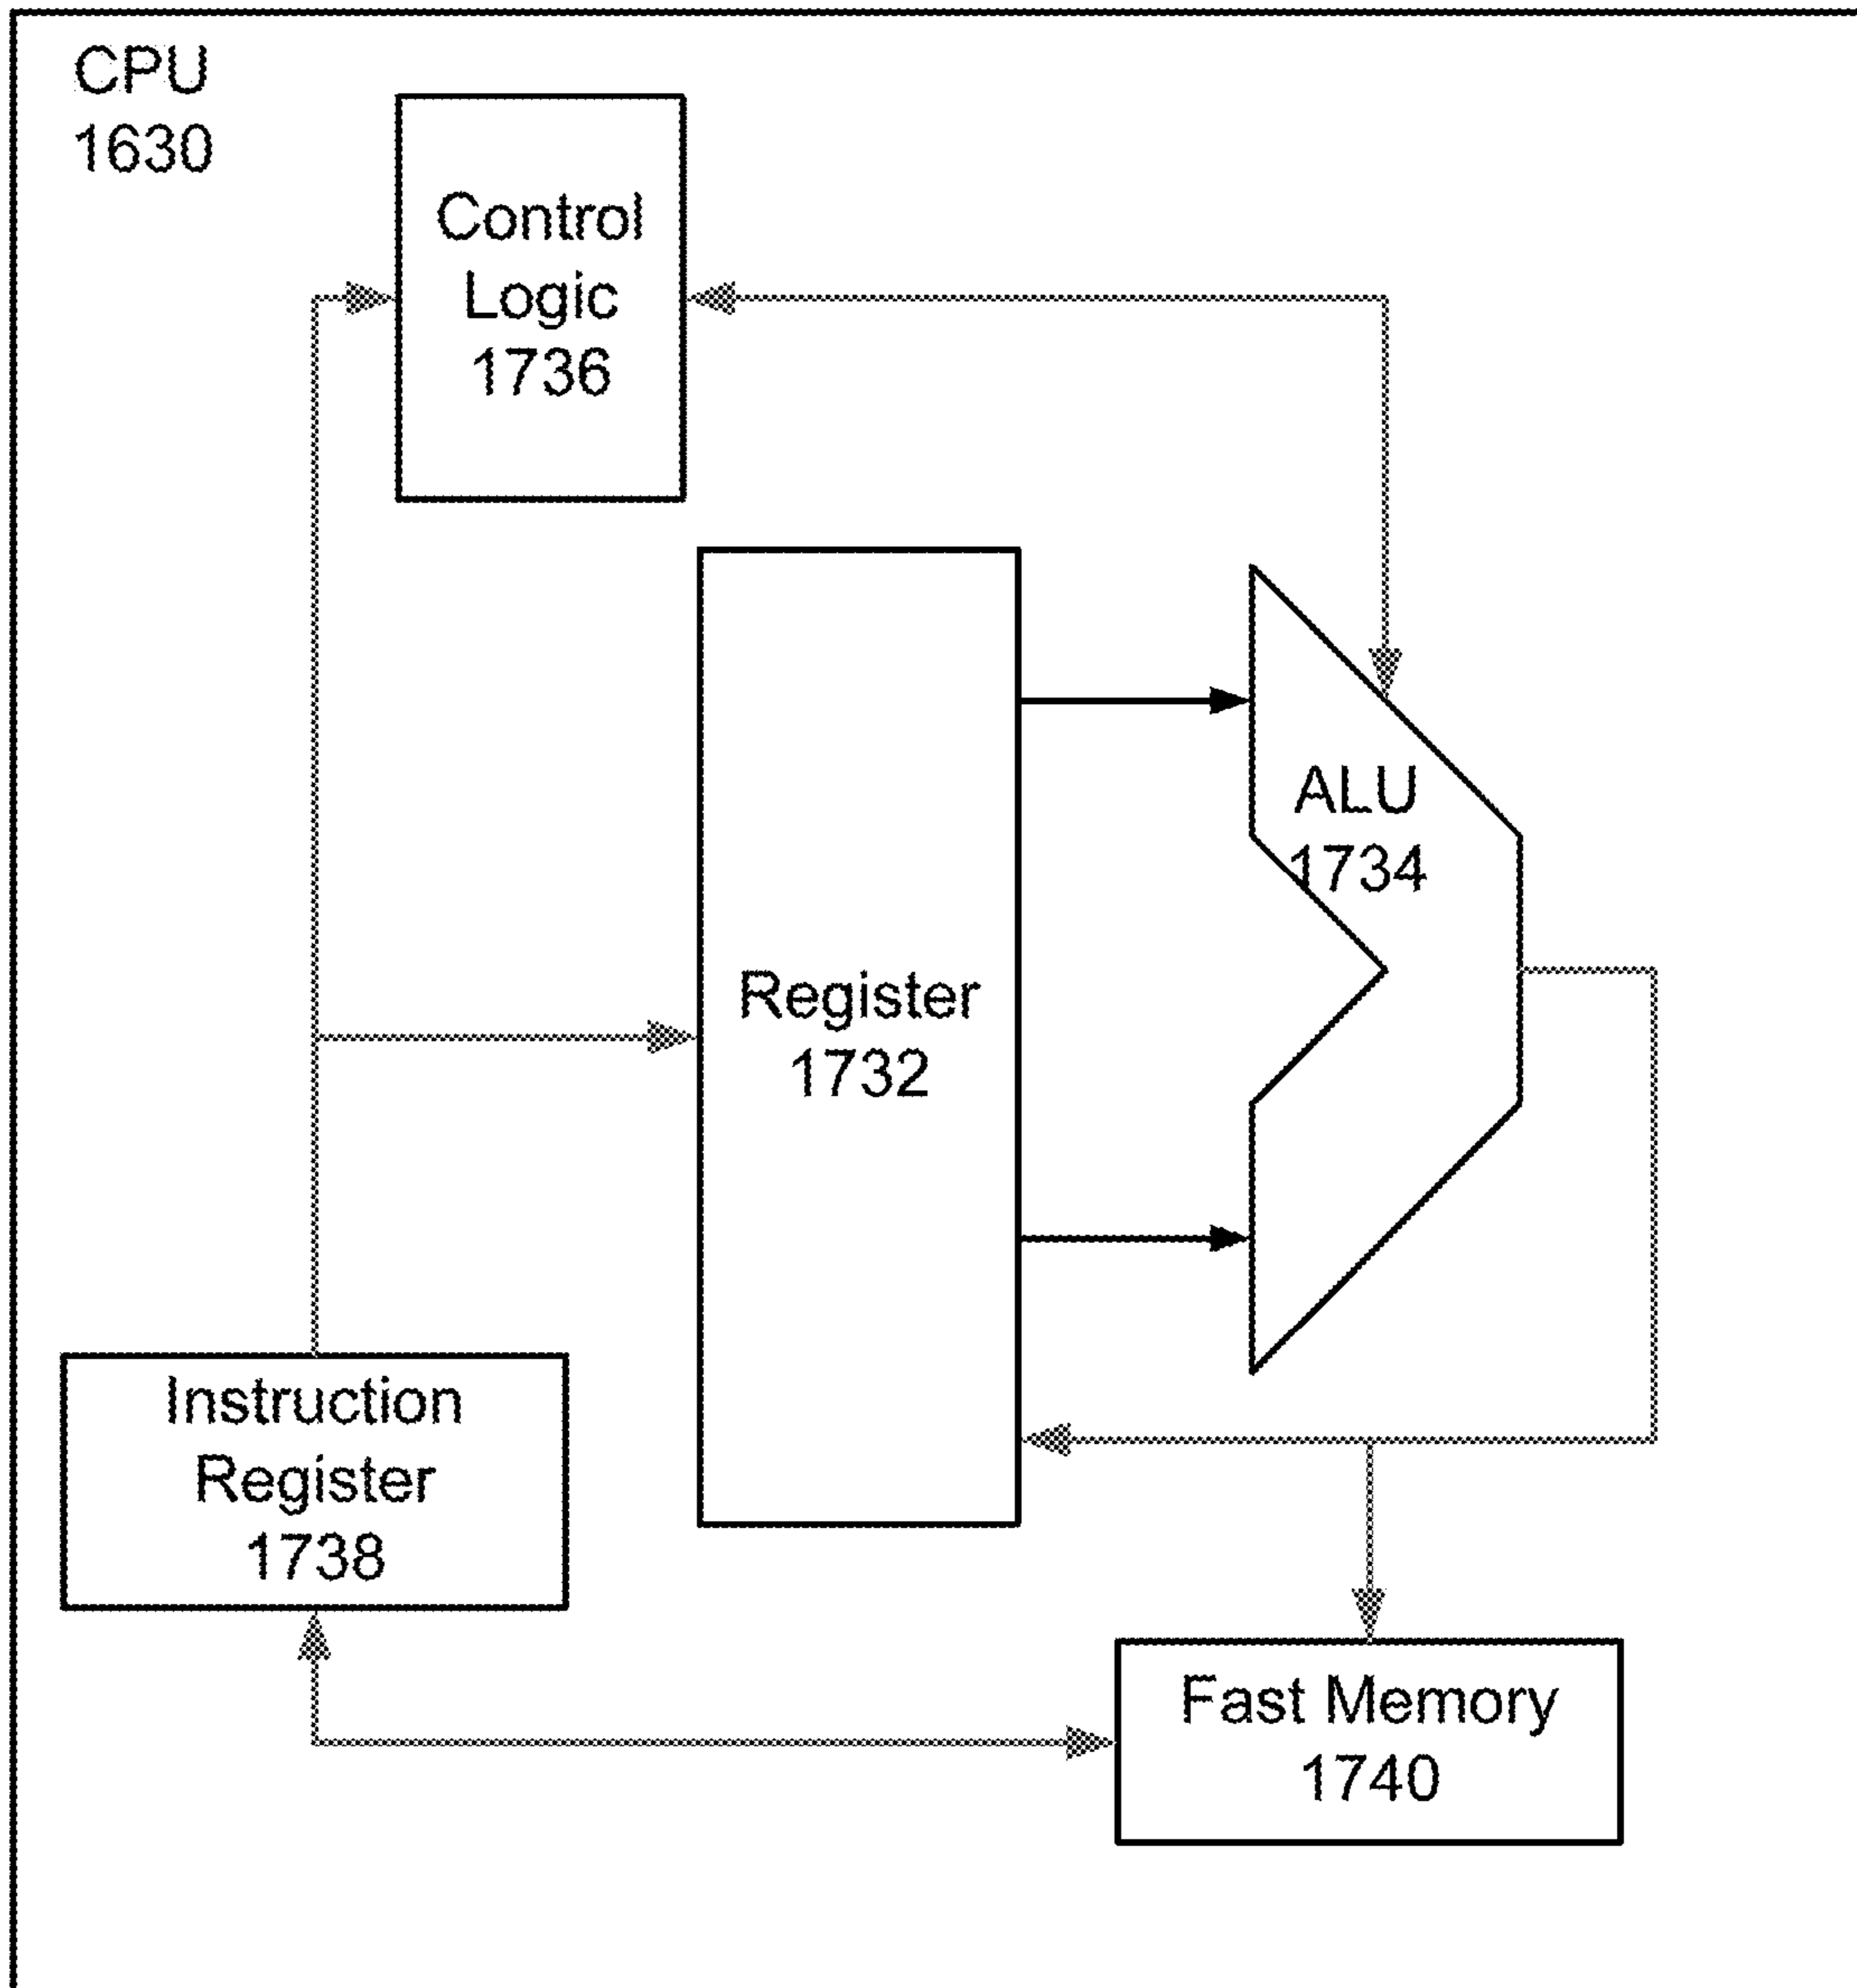 CPU
1630
Control
Logic
1736
ALU
1734
Register
1732
Instruction
Register
1738
Fast Memory
1740